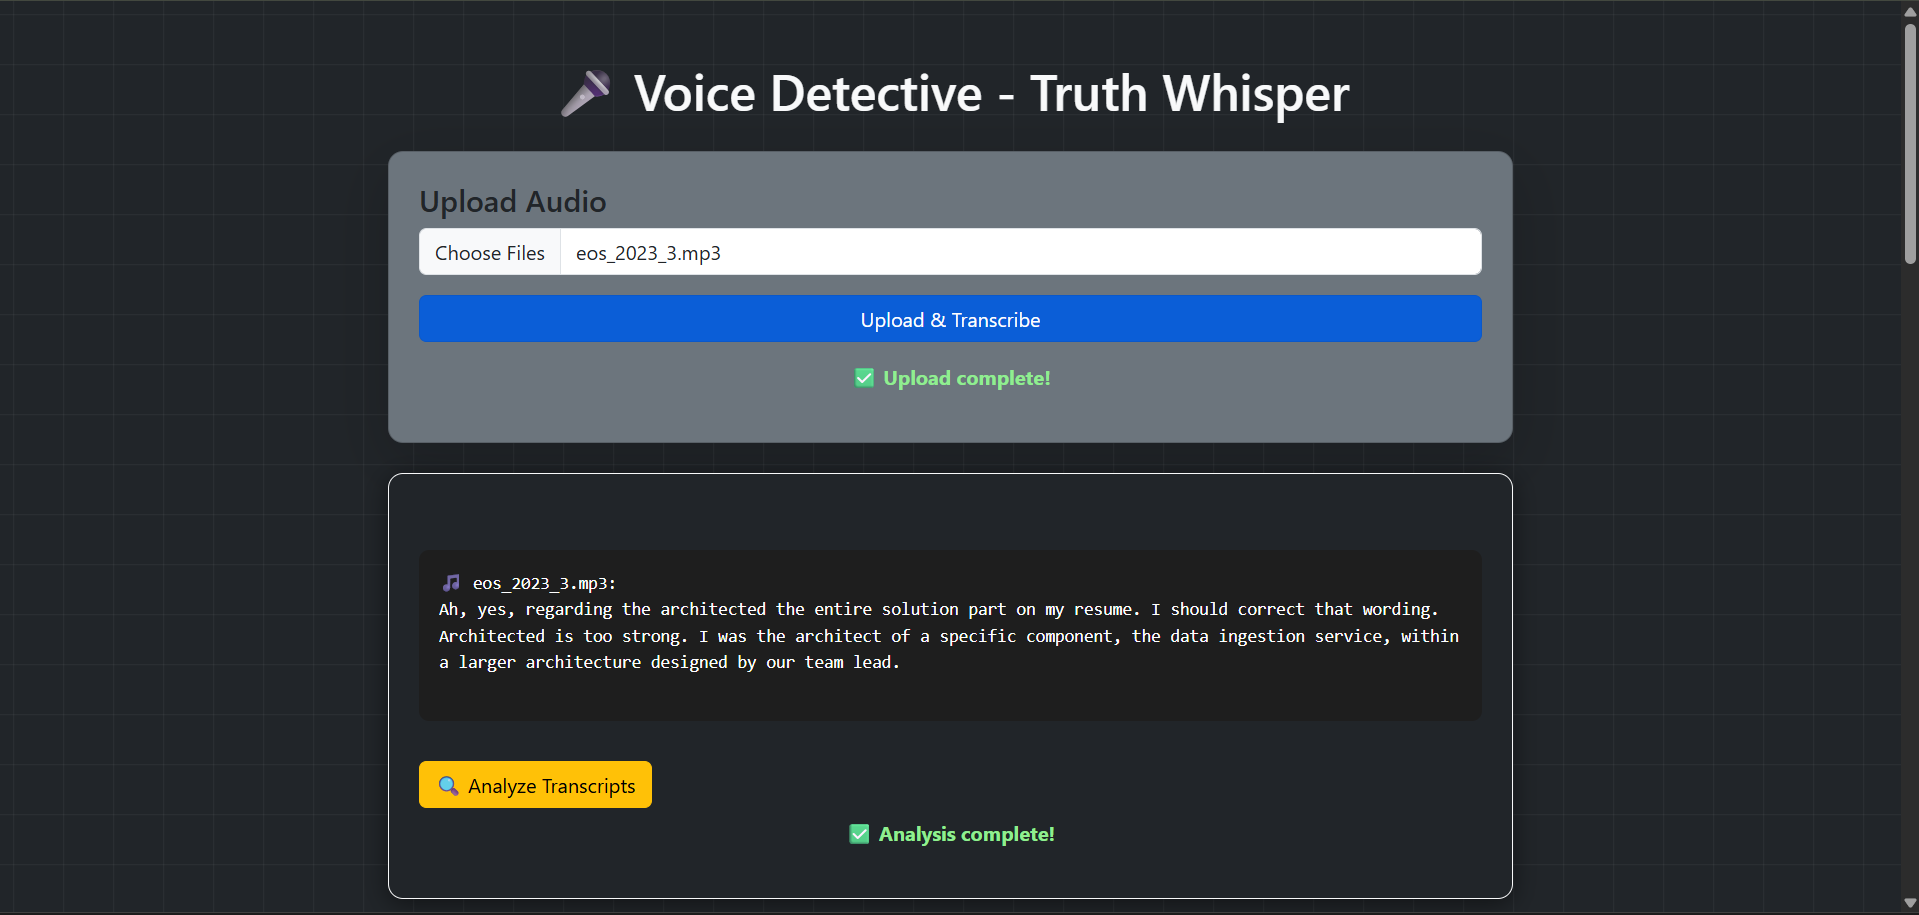 🎤 Voice Detective - Truth Whisper
Upload Audio
Choose Files eos_2023_3.mp3
Upload & Transcribe
✅ Upload complete!
🎵 eos_2023_3.mp3:
Ah, yes, regarding the architected the entire solution part on my resume. I should correct that wording.
Architected is too strong. I was the architect of a specific component, the data ingestion service, within
a larger architecture designed by our team lead.
🔍 Analyze Transcripts
✅ Analysis complete!